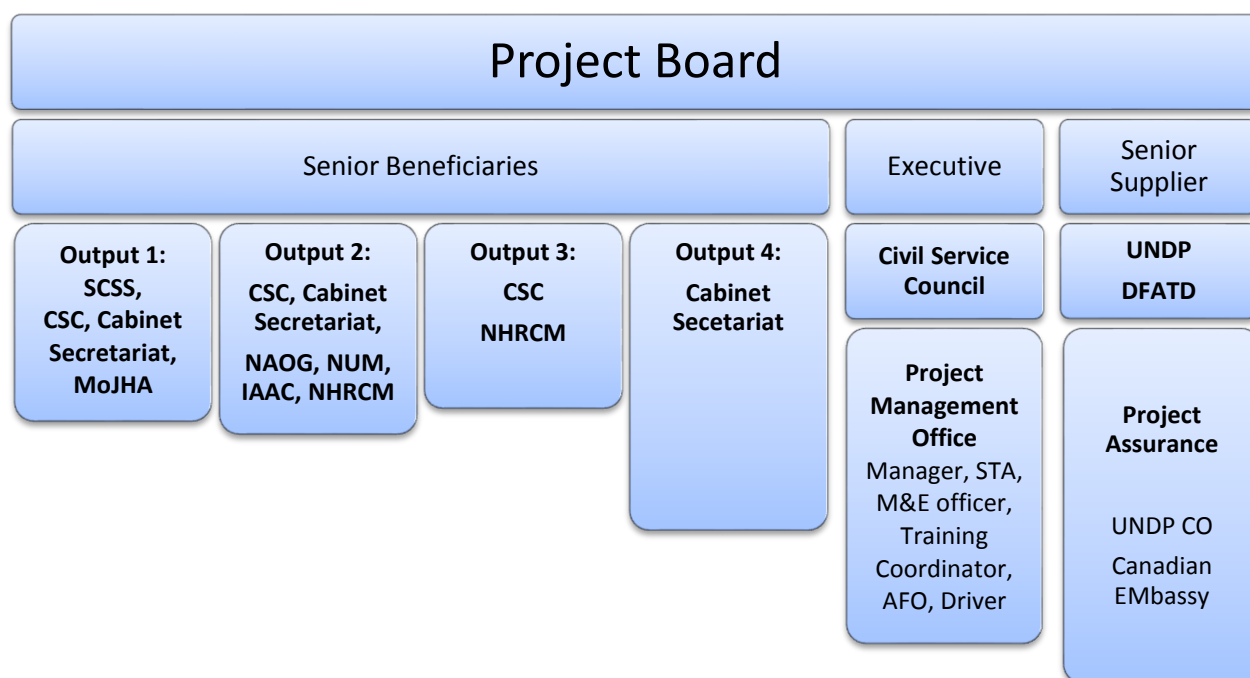 Project Board
Senior Beneficiaries
Executive
Senior
Supplier
Output 1:
SCSS,
CSC, Cabinet
Secretariat,
MoJHA
Output 2:
CSC, Cabinet
Secretariat,
NAOG, NUM,
IAAC, NHRCM
Output 3:
CSC
NHRCM
Output 4:
Cabinet
Secetariat
Civil Service
Council
UNDP
DFATD
Project
Management
Office
Manager, STA,
M&E officer,
Training
Coordinator,
AFO, Driver
Project
Assurance
UNDP CO
Canadian
EMbassy